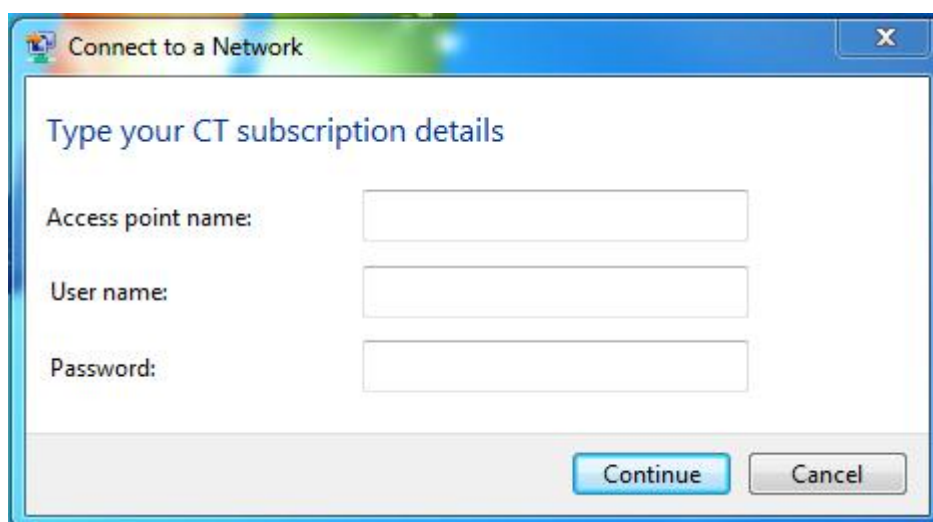 Connect to a Network
Type your CT subscription details
Access point name:
User name:
Password:
Continue Cancel